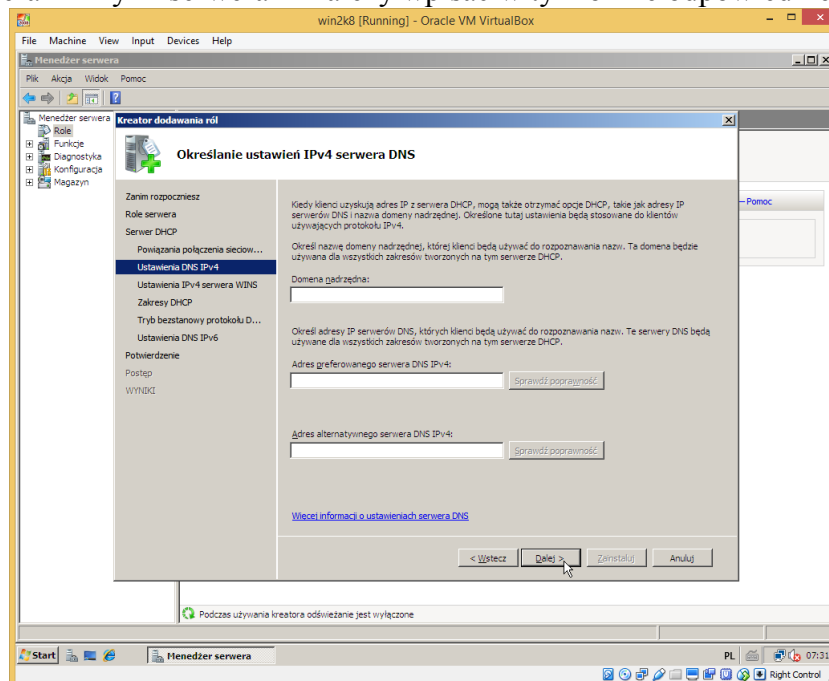 win2k8 [Running] - Oracle VM VirtualBox
File Machine View Input Devices Help
Menedżer serwera
Plik Akcja Widok Pomoc
Menedżer serwera
Role
Funkcje
Diagnostyka
Konfiguracja
Magazyn
Kreator dodawania ról
Określanie ustawień IPv4 serwera DNS
Zanim rozpoczniesz
Role serwera
Serwer DHCP
Powiązania połączenia sieciow...
Ustawienia DNS IPv4
Ustawienia IPv4 serwera WINS
Zakresy DHCP
Tryb bezstanowy protokołu D...
Ustawienia DNS IPv6
Potwierdzenie
Postęp
WYNIKI
Kiedy klienci uzyskują adres IP z serwera DHCP, mogą także otrzymać opcje DHCP, takie jak adresy IP
serwerów DNS i nazwa domeny nadrzędnej. Określone tutaj ustawienia będą stosowane do klientów
używających protokołu IPv4.
Określ nazwę domeny nadrzędnej, której klienci będą używać do rozpoznawania nazw. Ta domena będzie
używana dla wszystkich zakresów tworzonych na tym serwerze DHCP.
Domena nadrzędna:
Określ adresy IP serwerów DNS, których klienci będą używać do rozpoznawania nazw. Te serwery DNS będą
używane dla wszystkich zakresów tworzonych na tym serwerze DHCP.
Adres preferowanego serwera DNS IPv4:
Sprawdź poprawność
Adres alternatywnego serwera DNS IPv4:
Sprawdź poprawność
Więcej informacji o ustawieniach serwera DNS
< Wstecz Dalej > Zainstaluj Anuluj
Pomoc
Podczas używania kreatora odświeżanie jest wyłączone
Start Menedżer serwera PL 07:31
Right Control